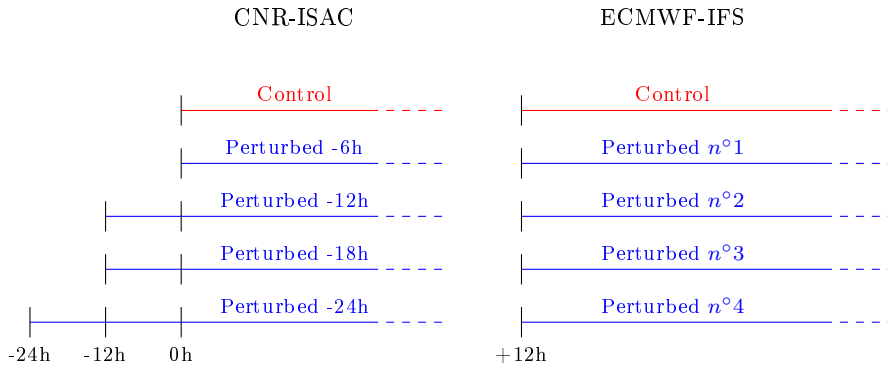 CNR-ISAC ECMWF-IFS
Control Control
Perturbed -6h Perturbed n°1
Perturbed -12h Perturbed n°2
Perturbed -18h Perturbed n°3
Perturbed -24h Perturbed n°4
-24h -12h 0h +12h